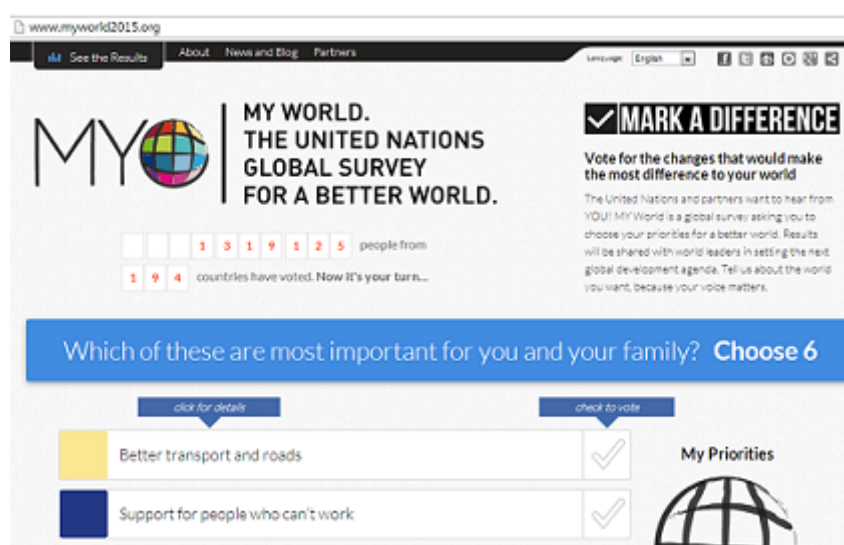 www.myworld2015.org
See the Results About News and Blog Partners
Language: English
MY
MY WORLD.
THE UNITED NATIONS
GLOBAL SURVEY
FOR A BETTER WORLD.
1 3 1 9 1 2 5 people from
1 9 4 countries have voted. Now it's your turn...
MARK A DIFFERENCE
Vote for the changes that would make
the most difference to your world
The United Nations and partners want to hear from
YOU! MY World is a global survey asking you to
choose your priorities for a better world. Results
will be shared with world leaders in setting the next
global development agenda. Tell us about the world
you want, because your voice matters.
Which of these are most important for you and your family? Choose 6
click for details
check to vote
Better transport and roads
Support for people who can't work
My Priorities